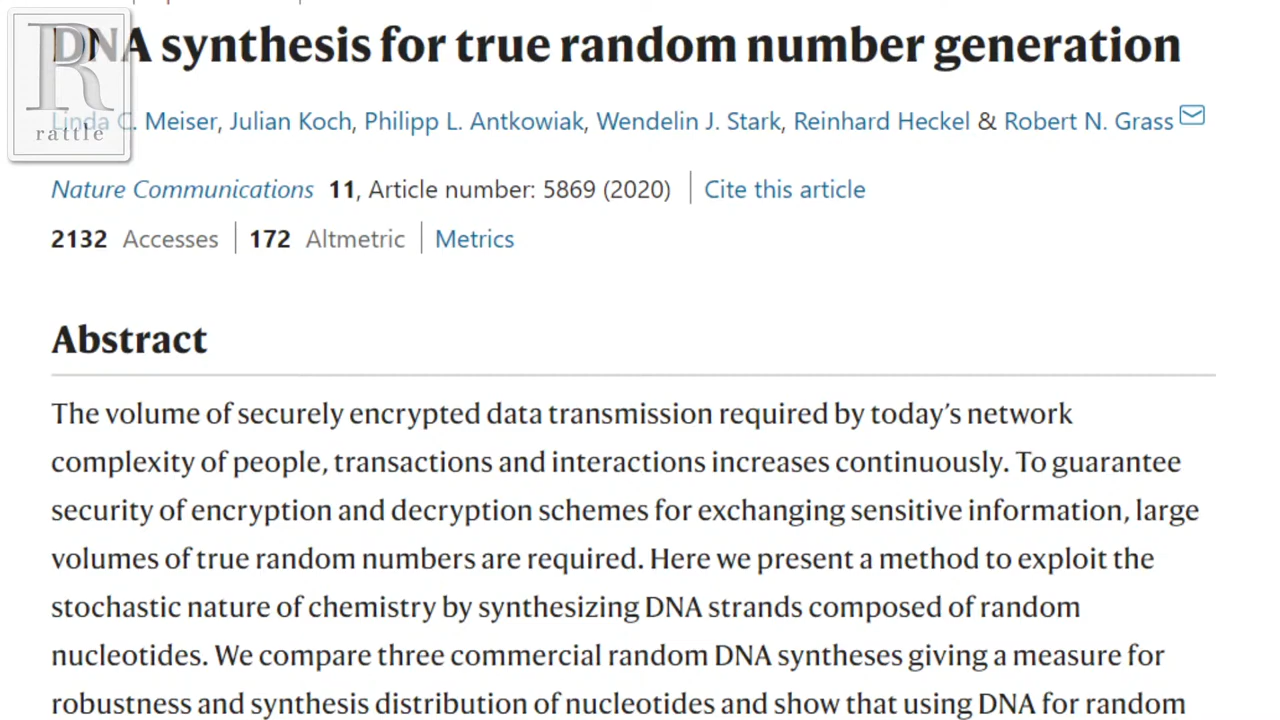 DNA synthesis for true random number generation
Linda C. Meiser, Julian Koch, Philipp L. Antkowiak, Wendelin J. Stark, Reinhard Heckel & Robert N. Grass
Nature Communications 11, Article number: 5869 (2020) Cite this article
2132 Accesses 172 Altmetric Metrics
Abstract
The volume of securely encrypted data transmission required by today’s network
complexity of people, transactions and interactions increases continuously. To guarantee
security of encryption and decryption schemes for exchanging sensitive information, large
volumes of true random numbers are required. Here we present a method to exploit the
stochastic nature of chemistry by synthesizing DNA strands composed of random
nucleotides. We compare three commercial random DNA syntheses giving a measure for
robustness and synthesis distribution of nucleotides and show that using DNA for random
R
rattle